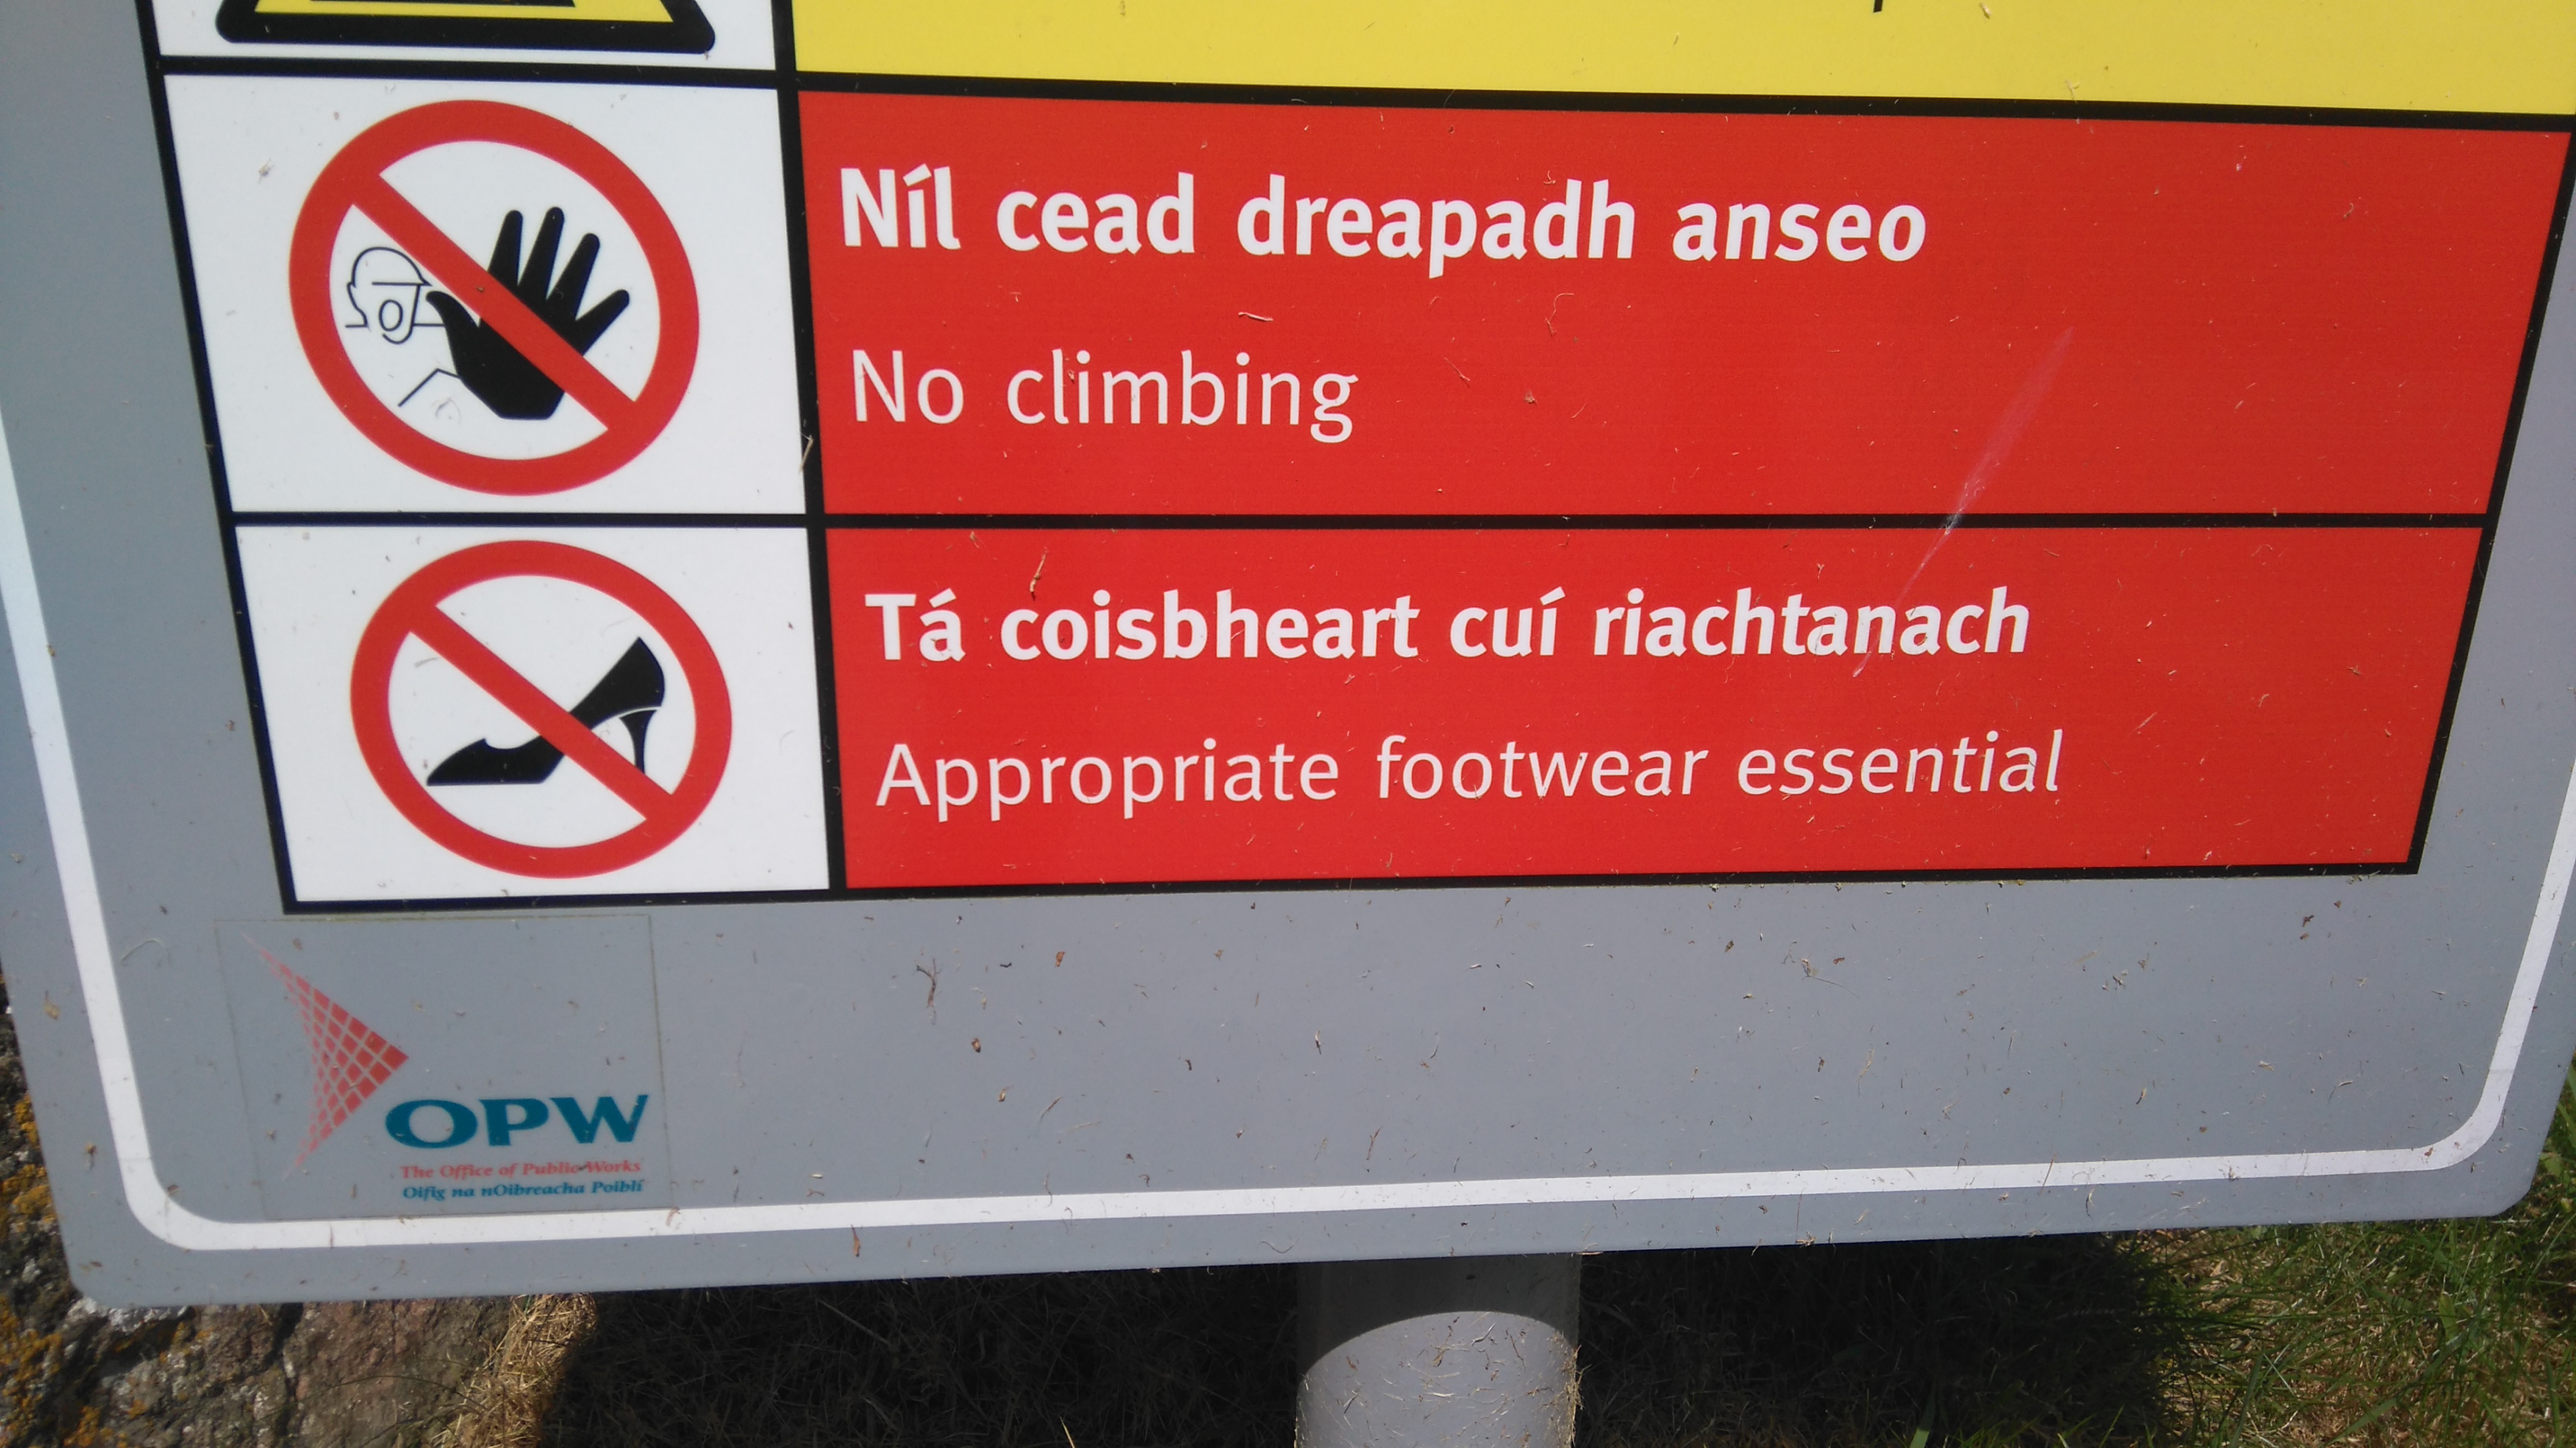 Níl cead dreapadh anseo
No climbing
Tá coisbheart cuí riachtanach
Appropriate footwear essential
OPW
The Office of Public Works
Oifig na nOibreacha Poiblí